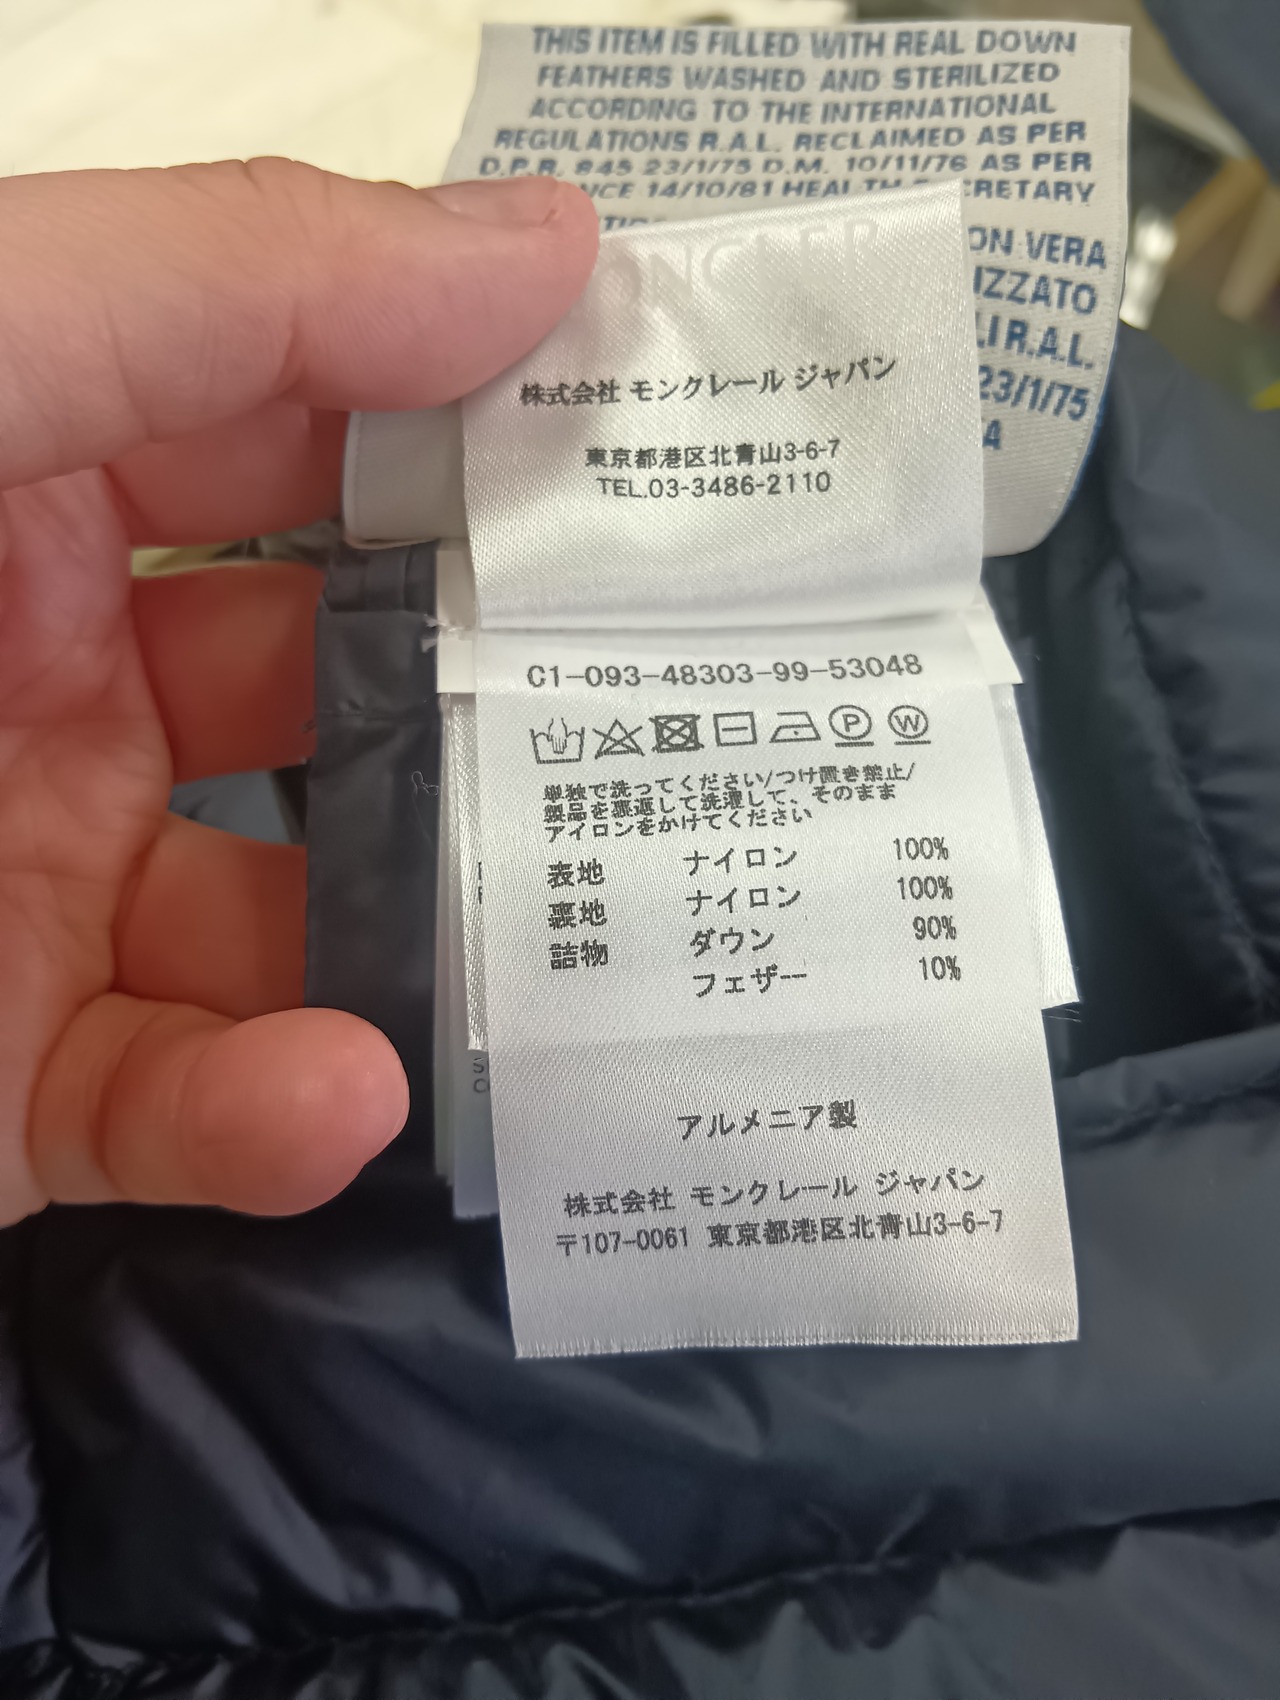 THIS ITEM IS FILLED WITH REAL DOWN
FEATHERS WASHED AND STERILIZED
ACCORDING TO THE INTERNATIONAL
REGULATIONS R.A.L. RECLAIMED AS PER
D.P.R. 845 23/1/75 D.M. 10/11/76 AS PER
14/10/81 HEALTH
ON VERA
IZZATO
R.A.L.
23/1/75
MONCLER
株式会社 モンクレール ジャパン
東京都港区北青山3-6-7
TEL.03-3486-2110
C1-093-48303-99-53048
P W
単独で洗ってください/つけ置き禁止/
製品を裏返して洗濯して、そのまま
アイロンをかけてください
表地 ナイロン 100%
裏地 ナイロン 100%
詰物 ダウン 90%
フェザー 10%
アルメニア製
株式会社 モンクレール ジャパン
〒107-0061 東京都港区北青山3-6-7